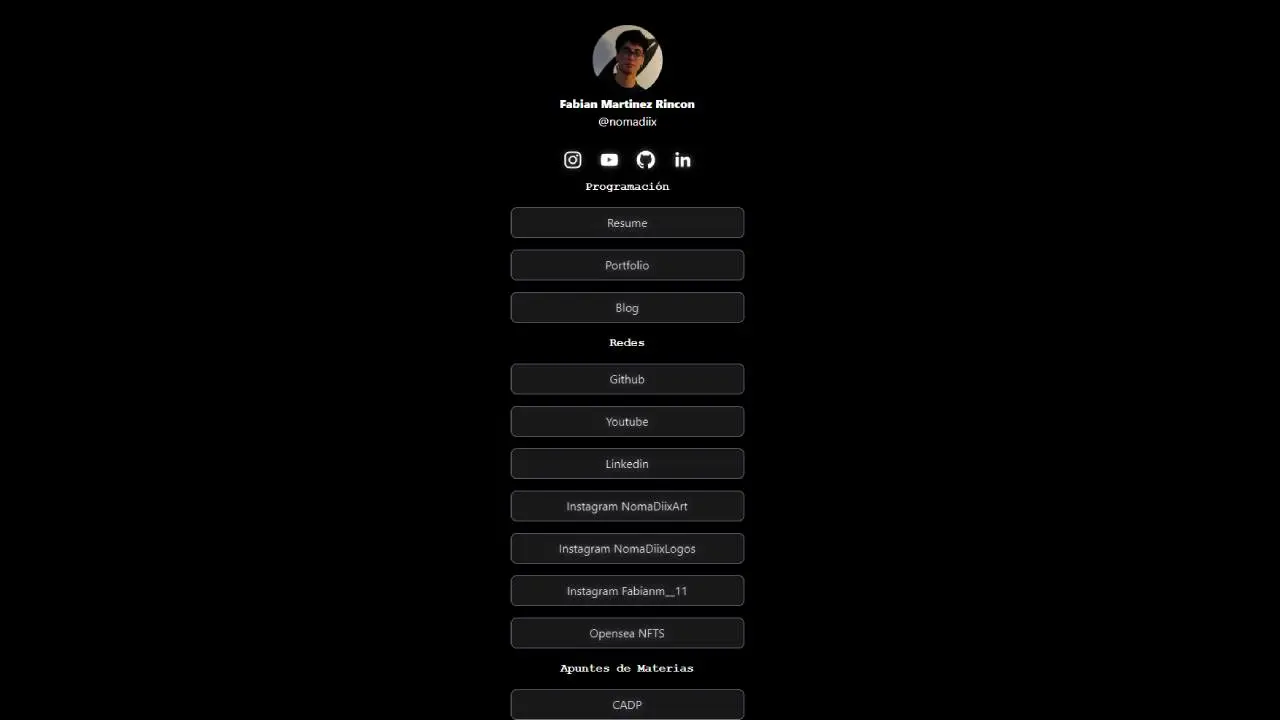 Fabian Martinez Rincon
@nomadiix
Programación
Resume
Portfolio
Blog
Redes
Github
Youtube
Linkedin
Instagram NomaDiixArt
Instagram NomaDiixLogos
Instagram Fabianm__11
Opensea NFTS
Apuntes de Materias
CADP